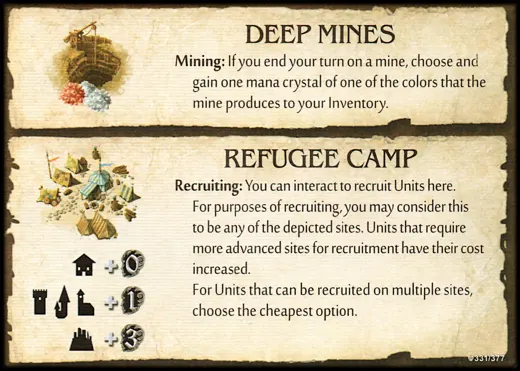 DEEP MINES
Mining: If you end your turn on a mine, choose and
gain one mana crystal of one of the colors that the
mine produces to your Inventory.
REFUGEE CAMP
Recruiting: You can interact to recruit Units here.
For purposes of recruiting, you may consider this
to be any of the depicted sites. Units that require
more advanced sites for recruitment have their cost
increased.
For Units that can be recruited on multiple sites,
choose the cheapest option.
+0
+1
+3
©331/377